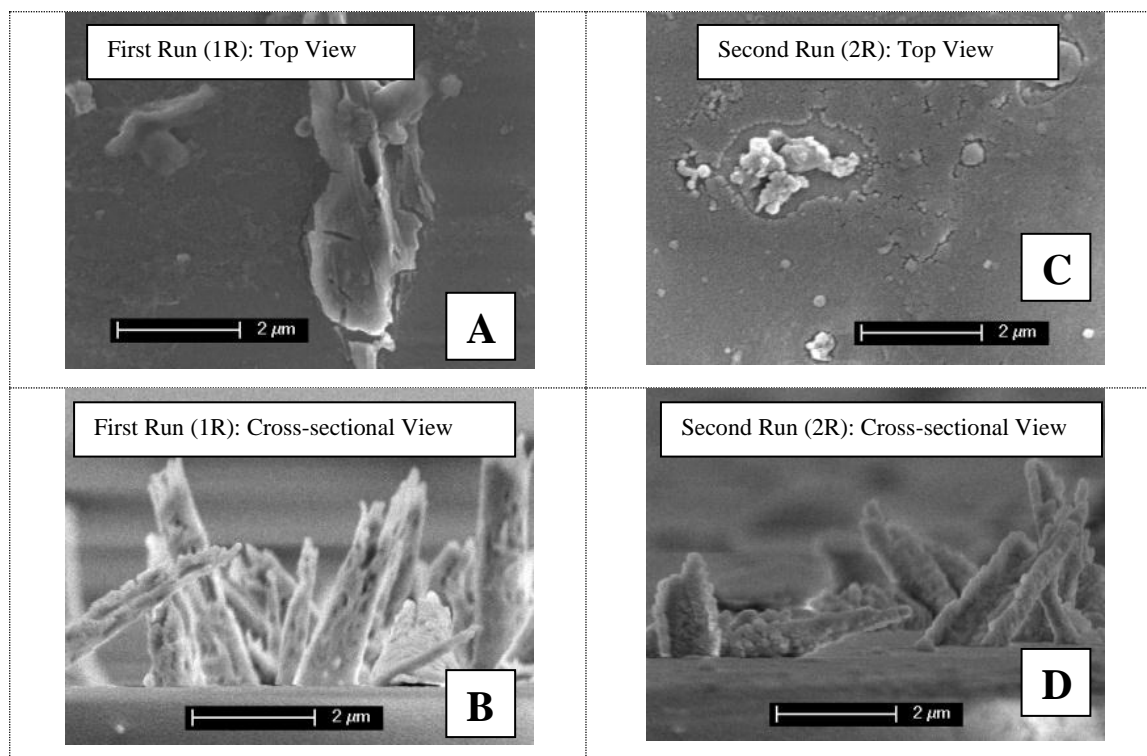 First Run (1R): Top View
2 μm
A
Second Run (2R): Top View
C
2 μm
First Run (1R): Cross-sectional View
2 μm
B
Second Run (2R): Cross-sectional View
D
2 μm